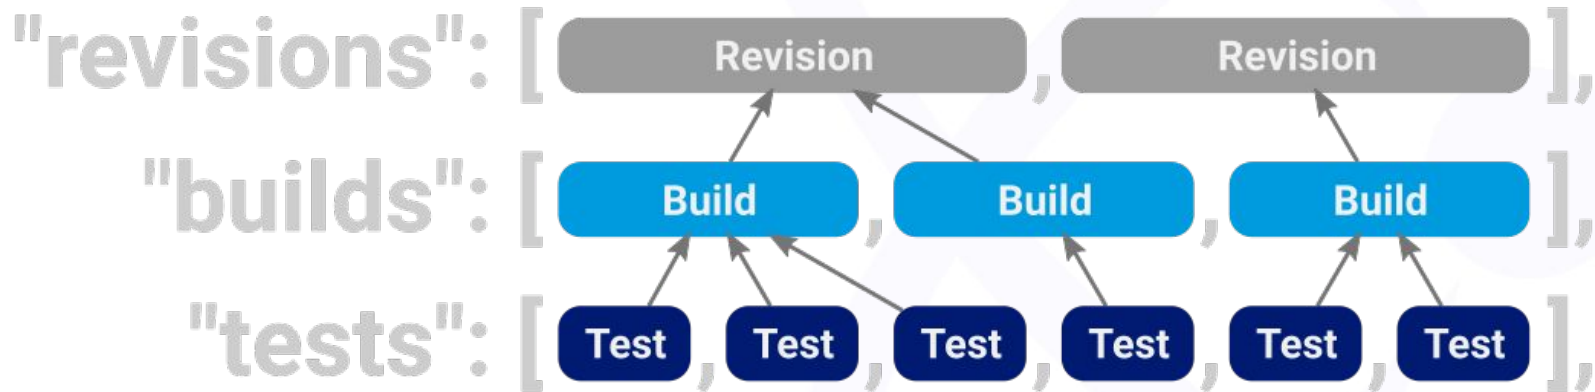 "revisions": [ Revision , Revision ],
"builds": [ Build , Build , Build ],
"tests": [ Test , Test , Test , Test , Test , Test ],